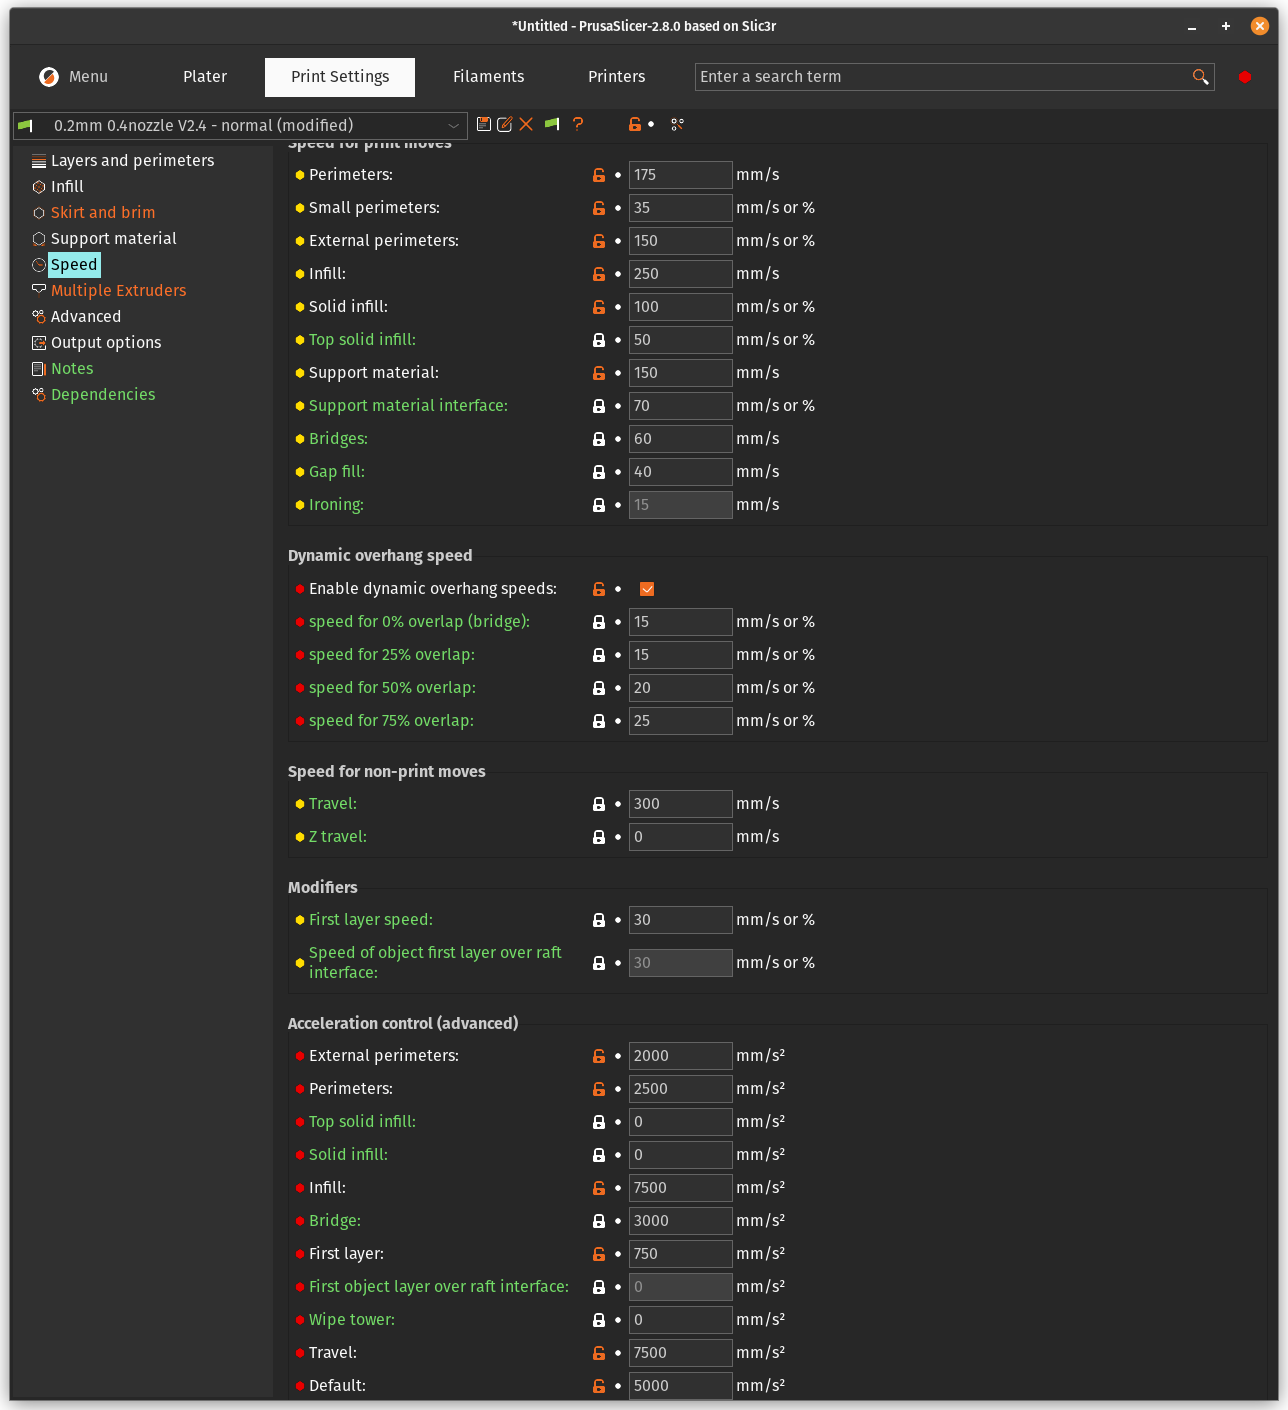 *Untitled - PrusaSlicer-2.8.0 based on Slic3r
Menu Plater Print Settings Filaments Printers Enter a search term
0.2mm 0.4nozzle V2.4 - normal (modified)
Layers and perimeters
Infill
Skirt and brim
Support material
Speed
Multiple Extruders
Advanced
Output options
Notes
Dependencies
Speed for print moves
Perimeters: 175 mm/s
Small perimeters: 35 mm/s or %
External perimeters: 150 mm/s or %
Infill: 250 mm/s
Solid infill: 100 mm/s or %
Top solid infill: 50 mm/s or %
Support material: 150 mm/s
Support material interface: 70 mm/s or %
Bridges: 60 mm/s
Gap fill: 40 mm/s
Ironing: 15 mm/s
Dynamic overhang speed
Enable dynamic overhang speeds:
speed for 0% overlap (bridge): 15 mm/s or %
speed for 25% overlap: 15 mm/s or %
speed for 50% overlap: 20 mm/s or %
speed for 75% overlap: 25 mm/s or %
Speed for non-print moves
Travel: 300 mm/s
Z travel: 0 mm/s
Modifiers
First layer speed: 30 mm/s or %
Speed of object first layer over raft
interface: 30 mm/s or %
Acceleration control (advanced)
External perimeters: 2000 mm/s²
Perimeters: 2500 mm/s²
Top solid infill: 0 mm/s²
Solid infill: 0 mm/s²
Infill: 7500 mm/s²
Bridge: 3000 mm/s²
First layer: 750 mm/s²
First object layer over raft interface: 0 mm/s²
Wipe tower: 0 mm/s²
Travel: 7500 mm/s²
Default: 5000 mm/s²